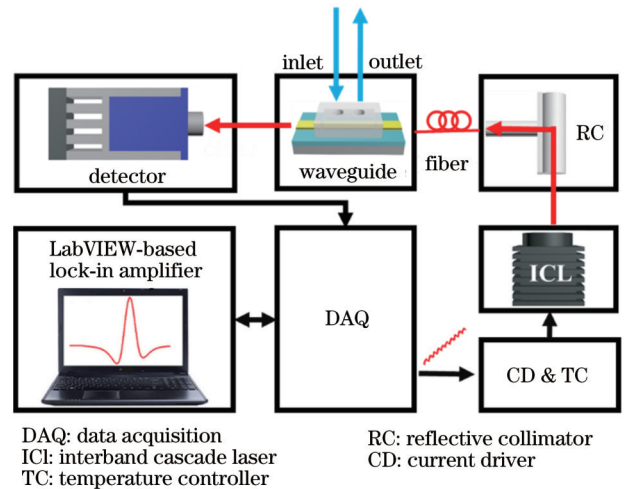 inlet
outlet
detector
waveguide
fiber
RC
LabVIEW-based
lock-in amplifier
DAQ
ICL
CD & TC
DAQ: data acquisition
ICl: interband cascade laser
TC: temperature controller
RC: reflective collimator
CD: current driver